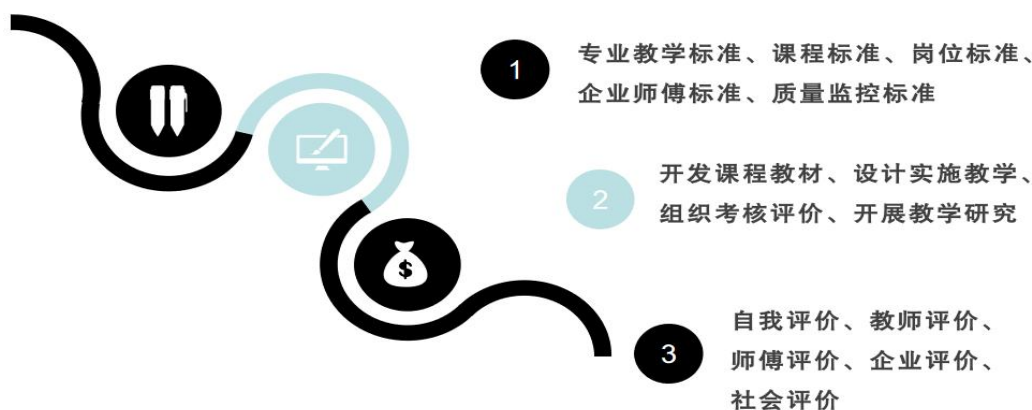 1
专业教学标准、课程标准、岗位标准、
企业师傅标准、质量监控标准
2
开发课程教材、设计实施教学、
组织考核评价、开展教学研究
$
3
自我评价、教师评价、
师傅评价、企业评价、
社会评价